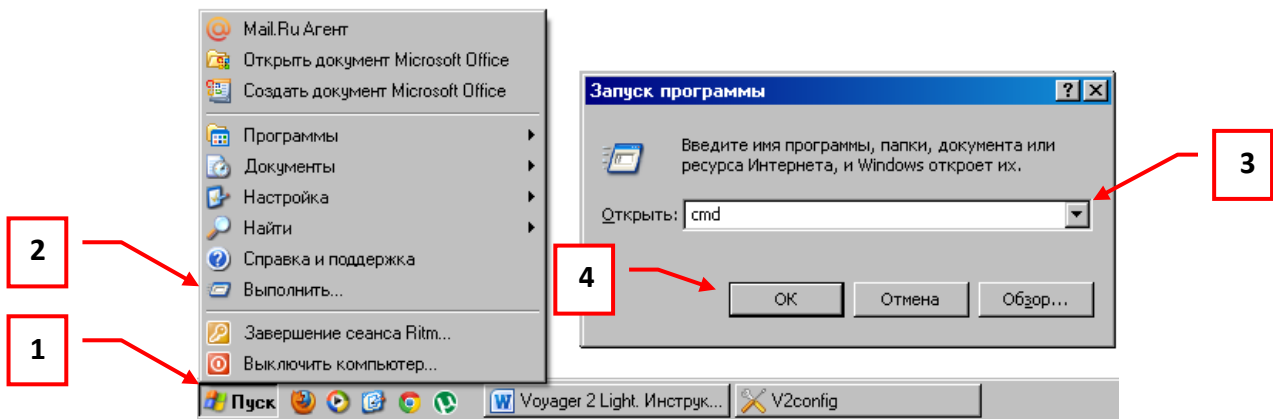 Mail.Ru Агент
Открыть документ Microsoft Office
Создать документ Microsoft Office
Программы
Документы
Настройка
Найти
Справка и поддержка
Выполнить...
Завершение сеанса Ritm...
Выключить компьютер...
Пуск
Voyager 2 Light. Инструк...
V2config
2
1
Запуск программы
Введите имя программы, папки, документа или
ресурса Интернета, и Windows откроет их.
Открыть: cmd
3
4
ОК Отмена Обзор...